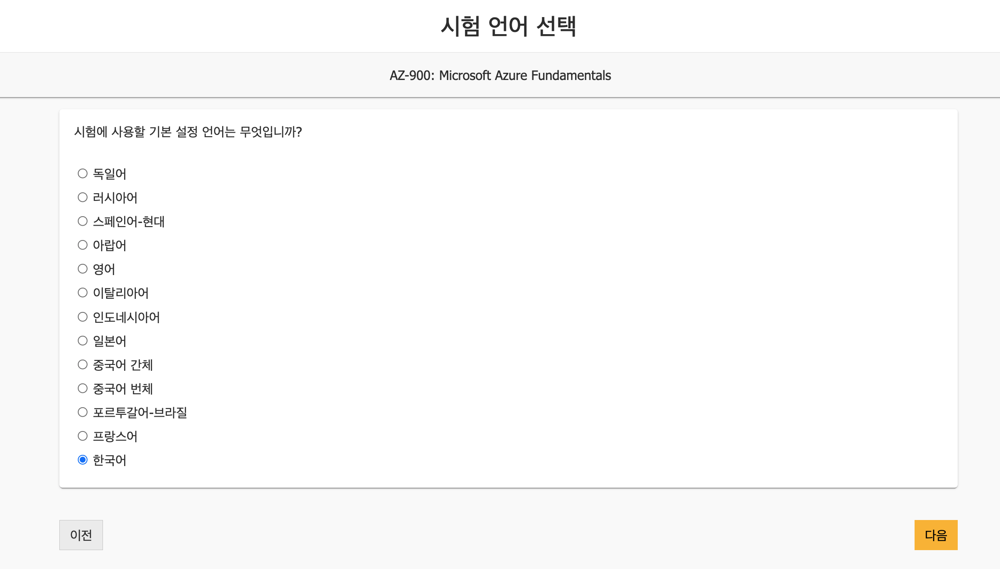 시험 언어 선택
AZ-900: Microsoft Azure Fundamentals
시험에 사용할 기본 설정 언어는 무엇입니까?
독일어
러시아어
스페인어-현대
아랍어
영어
이탈리아어
인도네시아어
일본어
중국어 간체
중국어 번체
포르투갈어-브라질
프랑스어
한국어
이전
다음